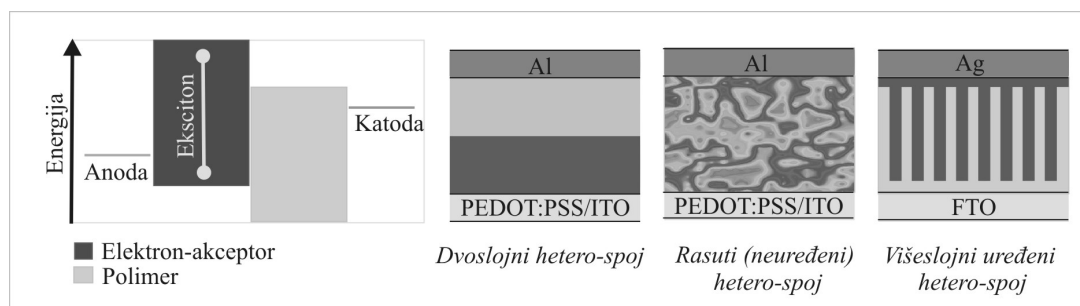 Energija
Anoda
Eksciton
Katoda
Elektron-akceptor
Polimer
Al
PEDOT:PSS/ITO
Dvoslojni hetero-spoj
Al
PEDOT:PSS/ITO
Rasuti (neuređeni)
hetero-spoj
Ag
FTO
Višeslojni uređeni
hetero-spoj